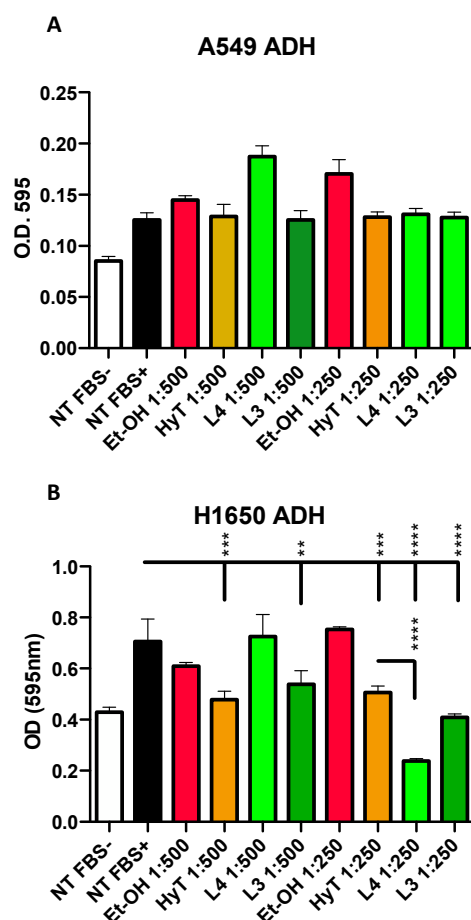 A
A549 ADH
O.D. 595
0.25
0.20
0.15
0.10
0.05
0.00
NT FBS-
NT FBS+
Et-OH 1:500
HyT 1:500
L4 1:500
L3 1:500
Et-OH 1:250
HyT 1:250
L4 1:250
L3 1:250
B
H1650 ADH
*** ** *** **** ****
****
OD (595nm)
1.0
0.8
0.6
0.4
0.2
0.0
NT FBS-
NT FBS+
Et-OH 1:500
HyT 1:500
L4 1:500
L3 1:500
Et-OH 1:250
HyT 1:250
L4 1:250
L3 1:250